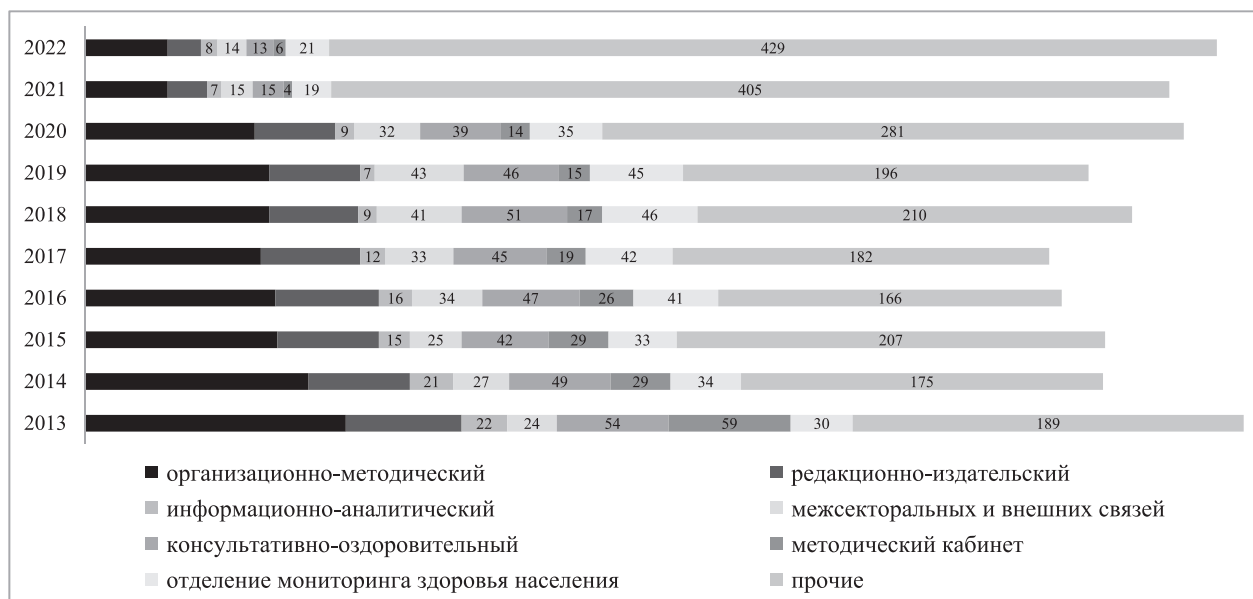 2022 8 14 13 6 21 429
2021 7 15 15 4 19 405
2020 9 32 39 14 35 281
2019 7 43 46 15 45 196
2018 9 41 51 17 46 210
2017 12 33 45 19 42 182
2016 16 34 47 26 41 166
2015 15 25 42 29 33 207
2014 21 27 49 29 34 175
2013 22 24 54 59 30 189
организационно-методический редакционно-издательский
информационно-аналитический межсекторальных и внешних связей
консультативно-оздоровительный методический кабинет
отделение мониторинга здоровья населения прочие